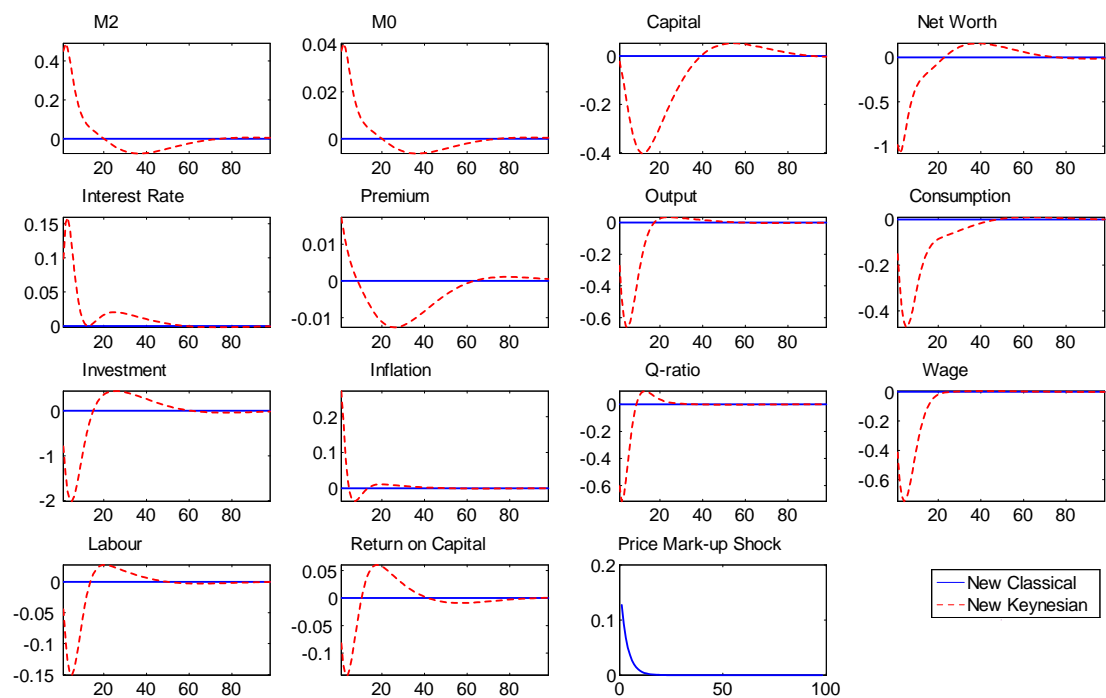 M2 M0 Capital Net Worth
0.4 0.2 0
20 40 60 80
0.04 0.02 0
20 40 60 80
0 -0.2 -0.4
20 40 60 80
0 -0.5 -1
20 40 60 80
Interest Rate Premium Output Consumption
0.15 0.1 0.05 0
20 40 60 80
0.01 0 -0.01
20 40 60 80
0 -0.2 -0.4 -0.6
20 40 60 80
0 -0.2 -0.4
20 40 60 80
Investment Inflation Q-ratio Wage
0 -1 -2
20 40 60 80
0.2 0.1 0
20 40 60 80
0 -0.2 -0.4 -0.6
20 40 60 80
0 -0.2 -0.4 -0.6
20 40 60 80
Labour Return on Capital Price Mark-up Shock
0 -0.05 -0.1 -0.15
20 40 60 80
0.05 0 -0.05 -0.1
20 40 60 80
0.2 0.1 0
0 50 100
New Classical
New Keynesian